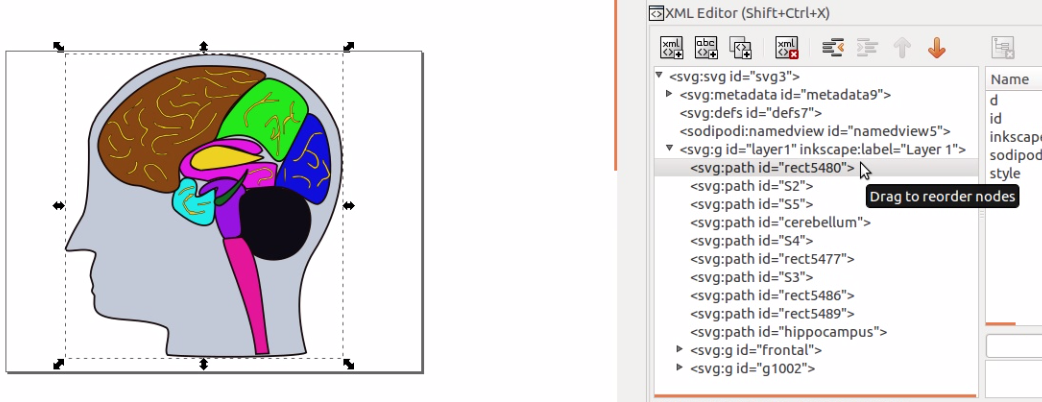 XML Editor (Shift+Ctrl+X)
xml abc xml
<svg:svg id="svg3">
<svg:metadata id="metadata9">
<svg:defs id="defs7">
<sodipodi:namedview id="namedview5">
<svg:g id="layer1" inkscape:label="Layer 1">
<svg:path id="rect5480">
<svg:path id="S2">
<svg:path id="S5">
<svg:path id="cerebellum">
<svg:path id="S4">
<svg:path id="rect5477">
<svg:path id="S3">
<svg:path id="rect5486">
<svg:path id="rect5489">
<svg:path id="hippocampus">
<svg:g id="frontal">
<svg:g id="g1002">
Drag to reorder nodes
Name
d
id
inkscape
sodipod
style